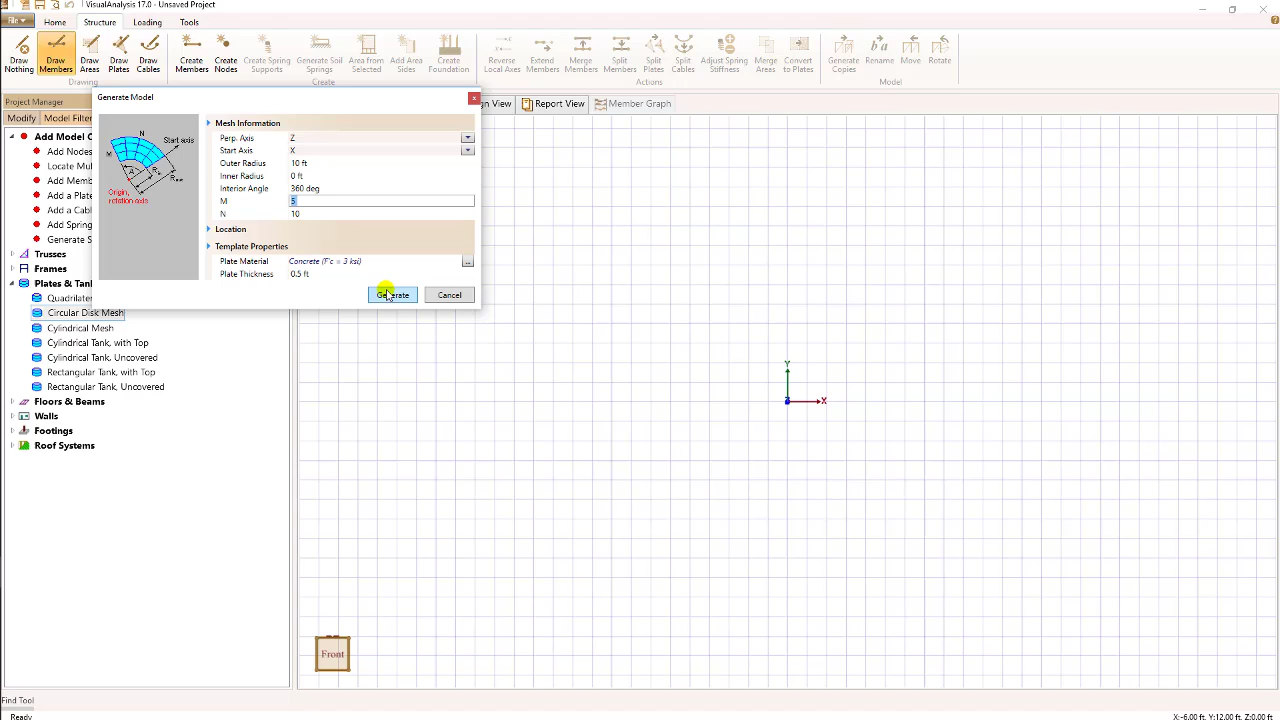 VisualAnalysis 17.0 - Unsaved Project
File
Home
Structure
Loading
Tools
Draw Nothing
Draw Members
Draw Areas
Draw Plates
Draw Cables
Create Members
Create Nodes
Create Spring Supports
Generate Soil Springs
Area from Selected
Add Area Sides
Create Foundation
Reverse Local Axes
Extend Members
Merge Members
Split Members
Split Plates
Split Cables
Adjust Spring Stiffness
Merge Areas
Convert to Plates
Generate Copies
Rename
Move
Rotate
Drawing
Create
Actions
Model
Project Manager
Modify
Model Filter
gn View
Report View
Member Graph
Add Model C
Add Nodes
Locate Mul
Add Memb
Add a Plate
Add a Cabl
Add Spring
Generate S
Trusses
Frames
Plates & Tank
Quadrilate
Circular Disk Mesh
Cylindrical Mesh
Cylindrical Tank, with Top
Cylindrical Tank, Uncovered
Rectangular Tank, with Top
Rectangular Tank, Uncovered
Floors & Beams
Walls
Footings
Roof Systems
Generate Model
N
Start axis
M
A
Origin,
rotation axis
Mesh Information
Perp. Axis Z
Start Axis X
Outer Radius 10 ft
Inner Radius 0 ft
Interior Angle 360 deg
M 5
N 10
Location
Template Properties
Plate Material Concrete (F'c = 3 ksi) ...
Plate Thickness 0.5 ft
Generate
Cancel
Y
X
Front
Find Tool
Ready
X:-6.00 ft. Y:12.00 ft. Z:0.00 ft.